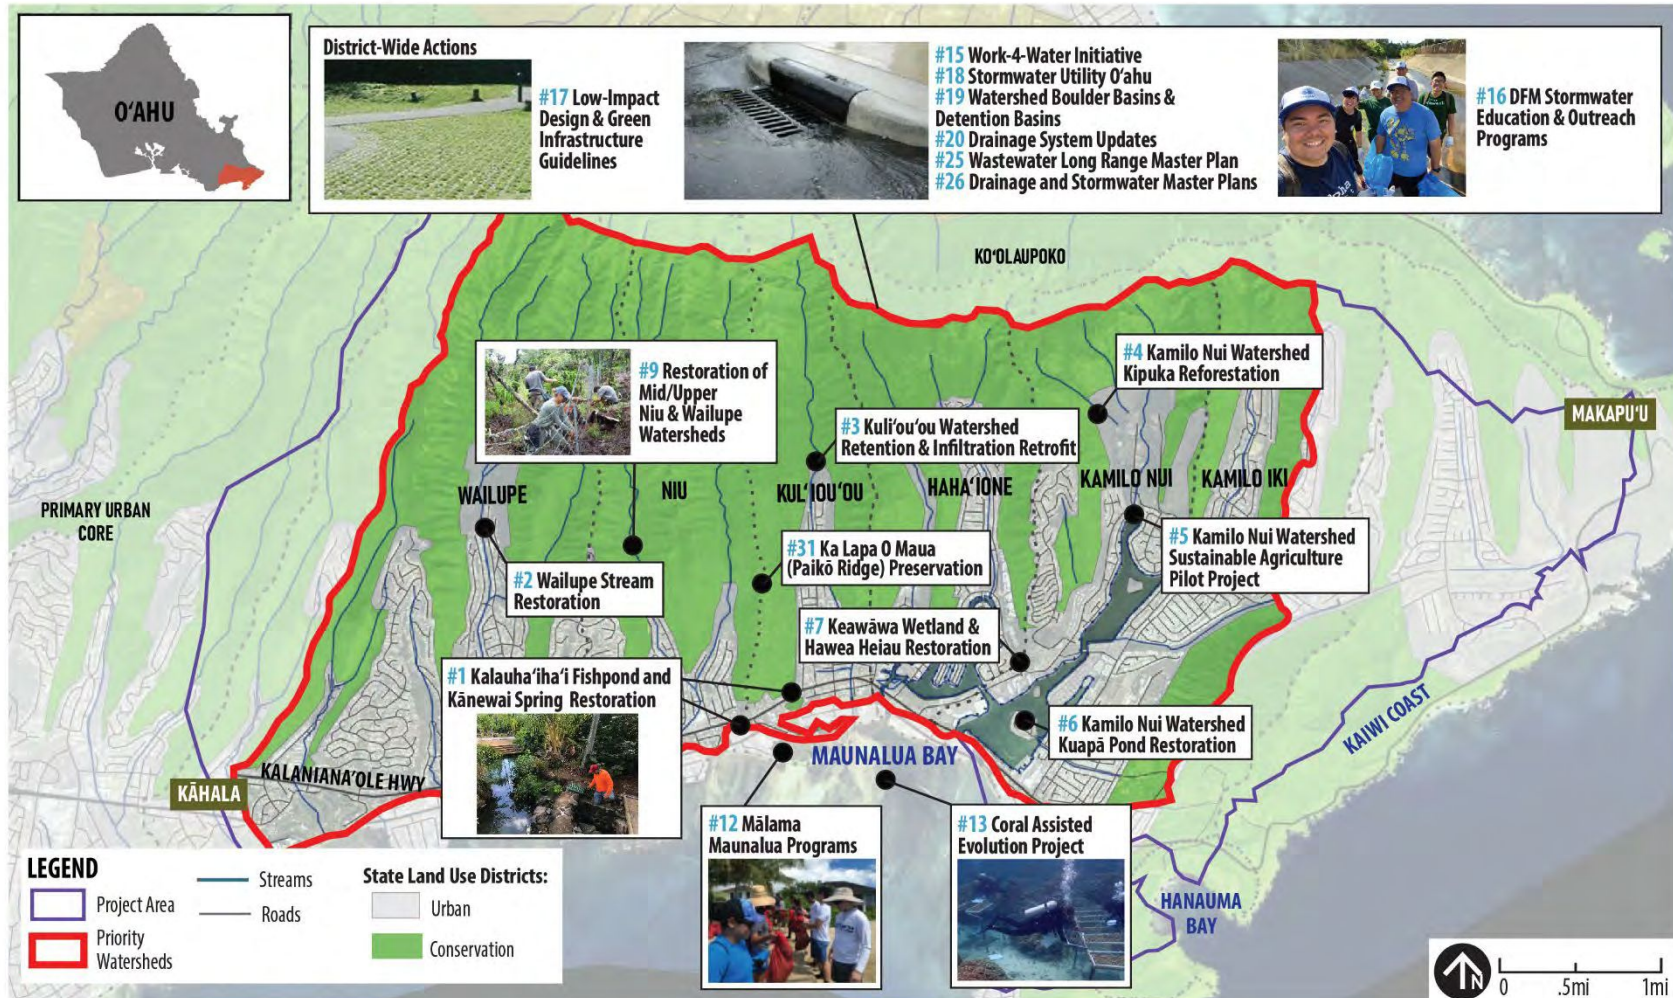 O‘AHU
District-Wide Actions
#17 Low-Impact
Design & Green
Infrastructure
Guidelines
#15 Work-4-Water Initiative
#18 Stormwater Utility O‘ahu
#19 Watershed Boulder Basins &
Detention Basins
#20 Drainage System Updates
#25 Wastewater Long Range Master Plan
#26 Drainage and Stormwater Master Plans
#16 DFM Stormwater
Education & Outreach
Programs
KO‘OLAUPOKO
#9 Restoration of
Mid/Upper
Niu & Wailupe
Watersheds
#4 Kamilo Nui Watershed
Kipuka Reforestation
MAKAPU‘U
#3 Kuli‘ou‘ou Watershed
Retention & Infiltration Retrofit
WAILUPE
NIU
KUL‘IOU‘OU
HAHA‘IONE
KAMILO NUI
KAMILO IKI
PRIMARY URBAN
CORE
#2 Wailupe Stream
Restoration
#31 Ka Lapa O Maua
(Paikō Ridge) Preservation
#5 Kamilo Nui Watershed
Sustainable Agriculture
Pilot Project
#7 Keawāwa Wetland &
Hawea Heiau Restoration
#1 Kalauha‘iha‘i Fishpond and
Kānewai Spring Restoration
#6 Kamilo Nui Watershed
Kuapā Pond Restoration
KAIWI COAST
MAUNALUA BAY
KALANIANA‘OLE HWY
KĀHALA
#12 Mālama
Maunalua Programs
#13 Coral Assisted
Evolution Project
HANAUMA
BAY
LEGEND
Project Area
Priority
Watersheds
Streams
Roads
State Land Use Districts:
Urban
Conservation
N
0 .5mi 1mi